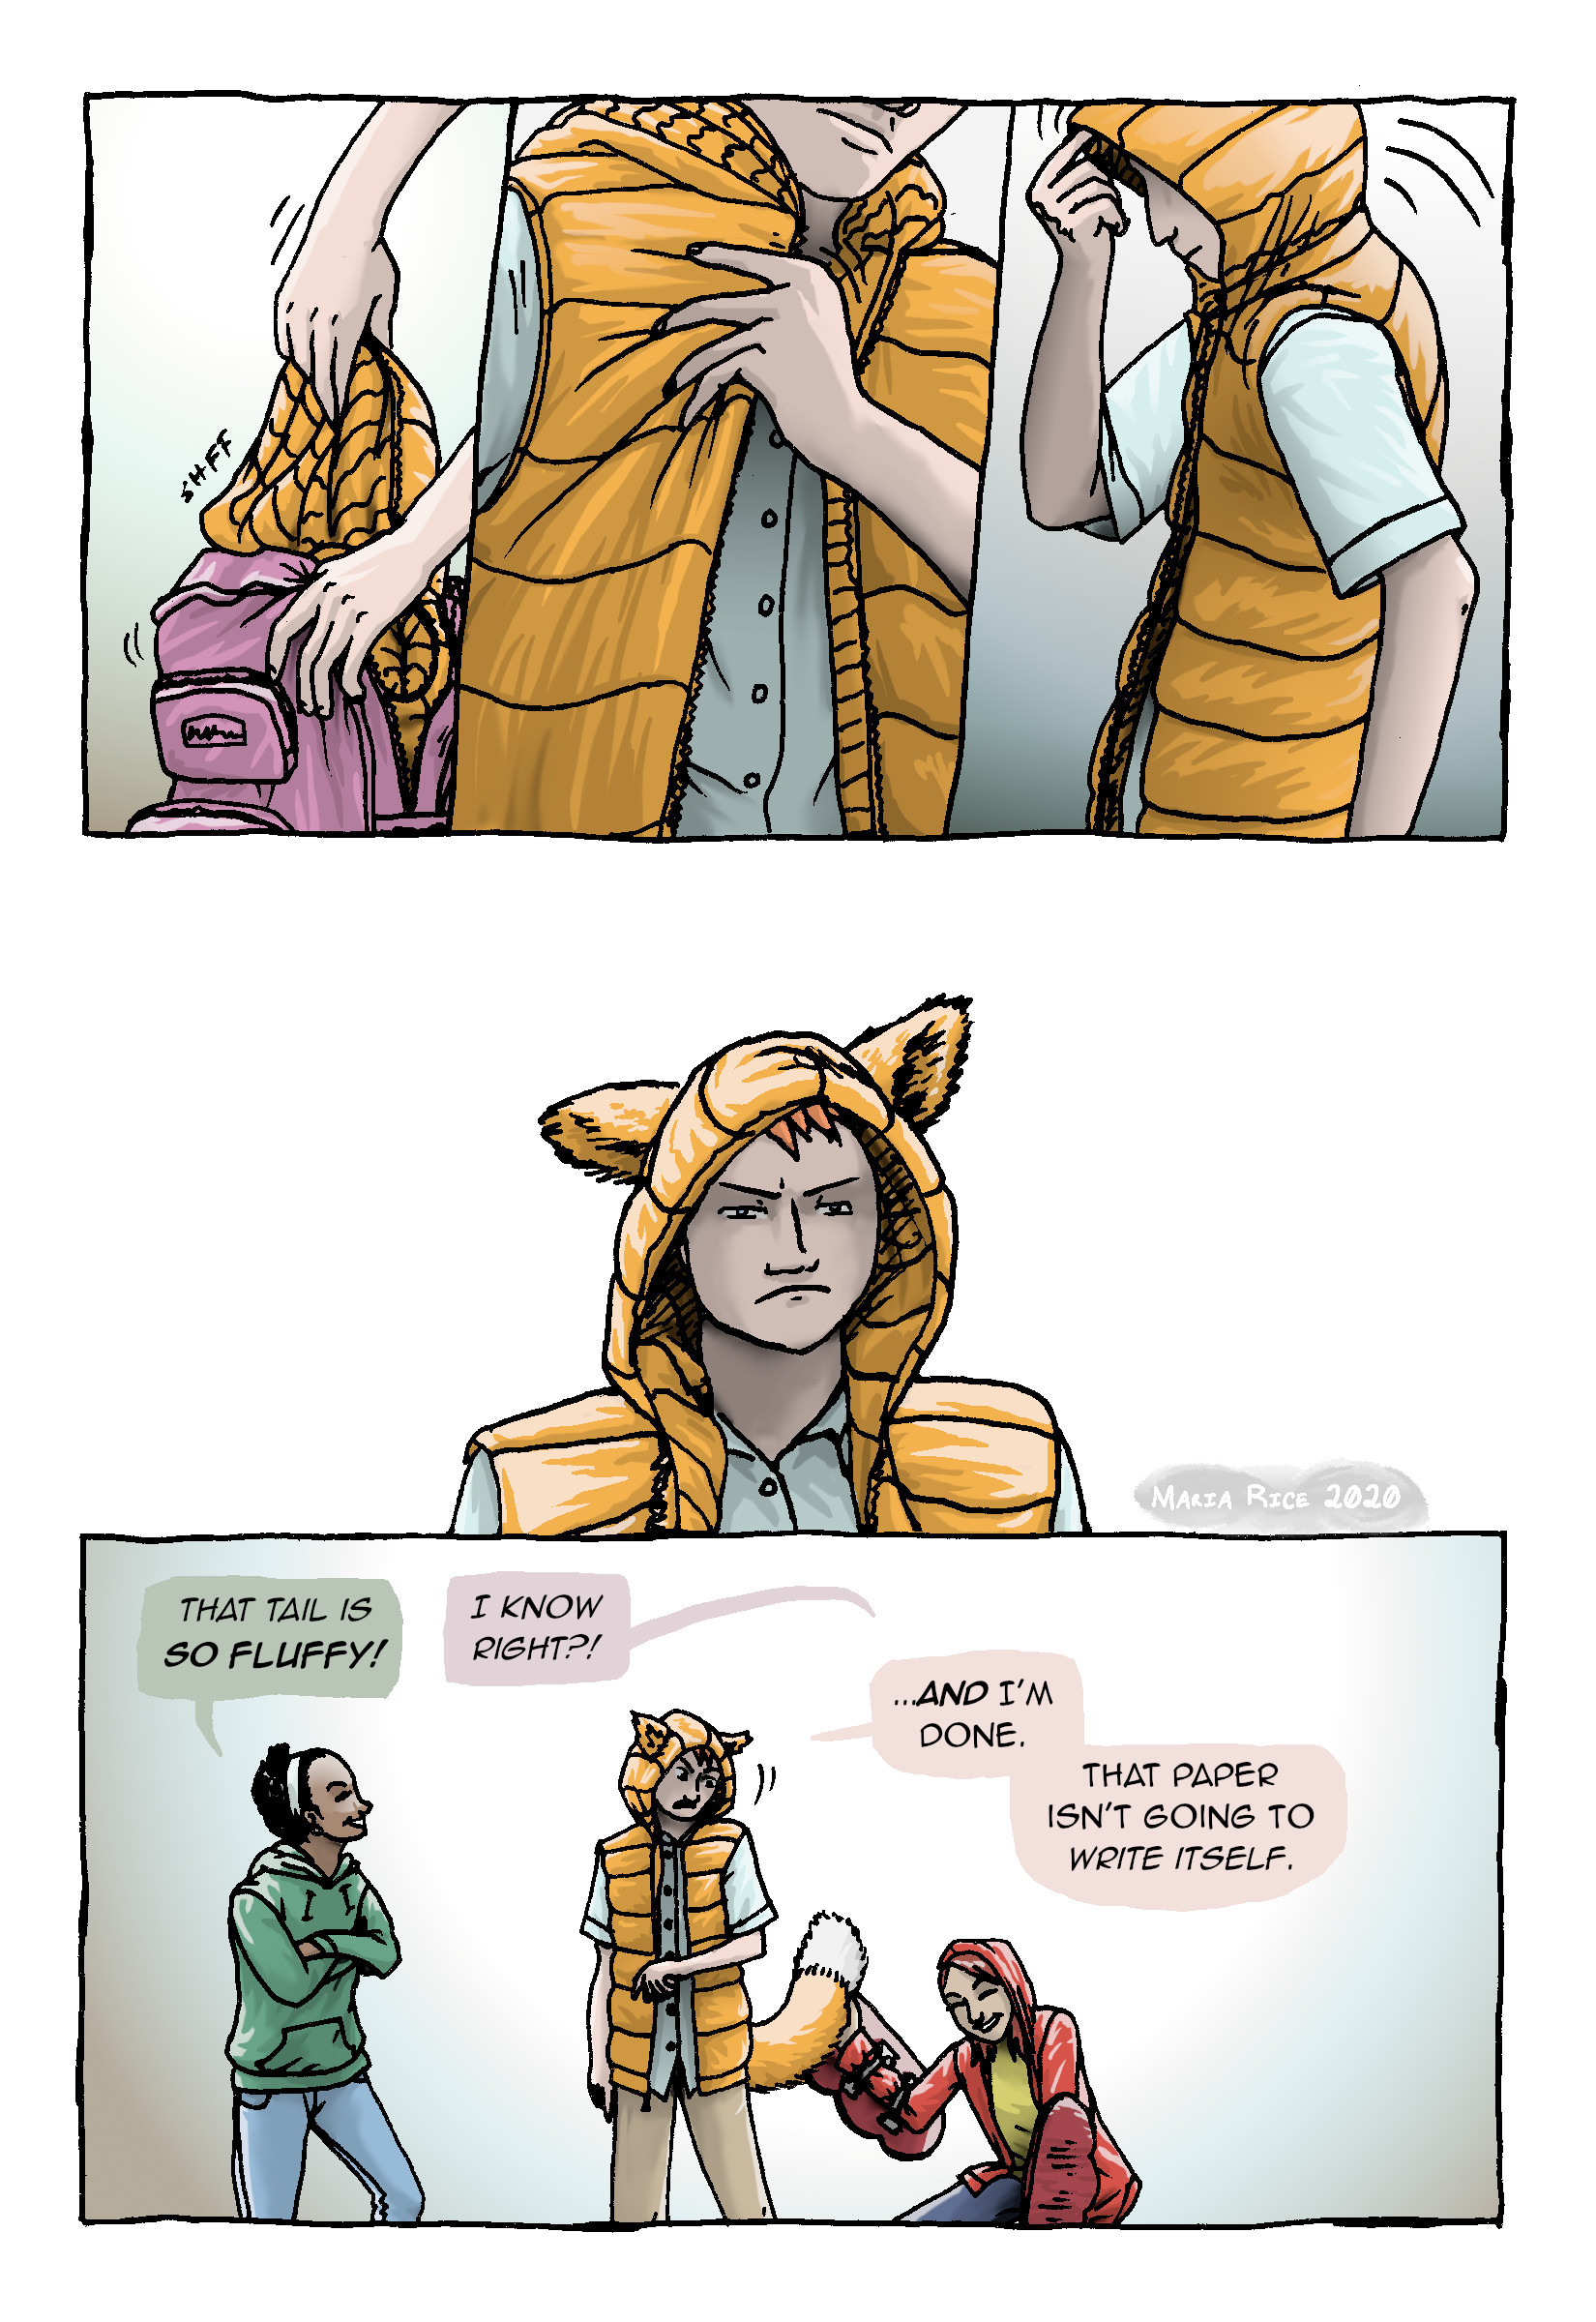 SHFF
MARIA RICE 2020
THAT TAIL IS
SO FLUFFY!
I KNOW
RIGHT?!
...AND I'M
DONE.
THAT PAPER
ISN'T GOING TO
WRITE ITSELF.